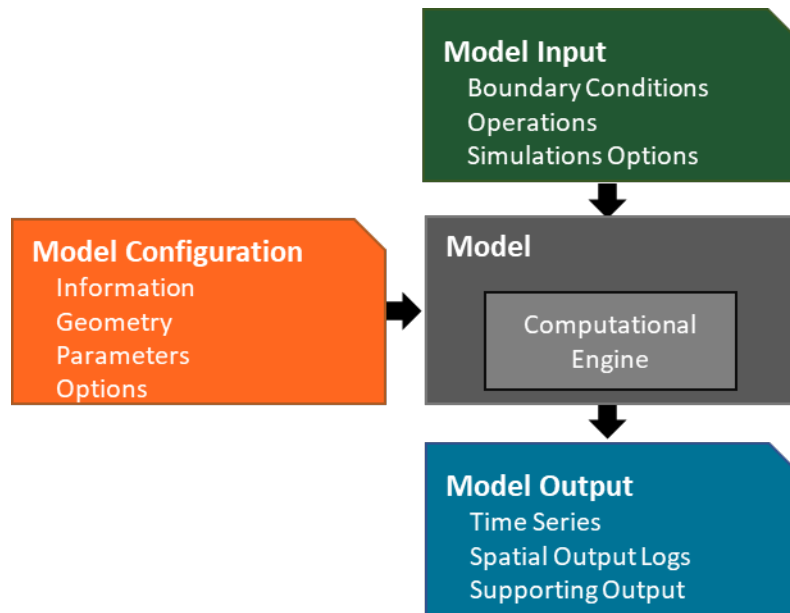 Model Input
Boundary Conditions
Operations
Simulations Options
Model Configuration
Information
Geometry
Parameters
Options
Model
Computational
Engine
Model Output
Time Series
Spatial Output Logs
Supporting Output